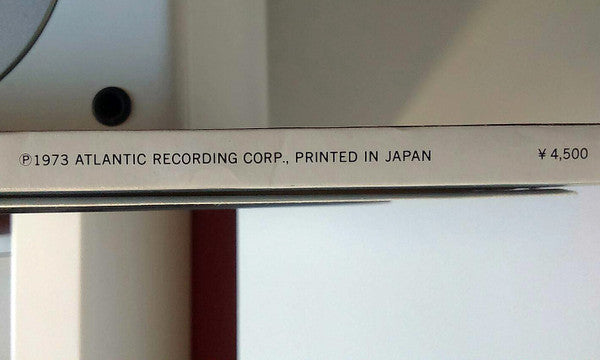 ℗1973 ATLANTIC RECORDING CORP., PRINTED IN JAPAN ¥4,500